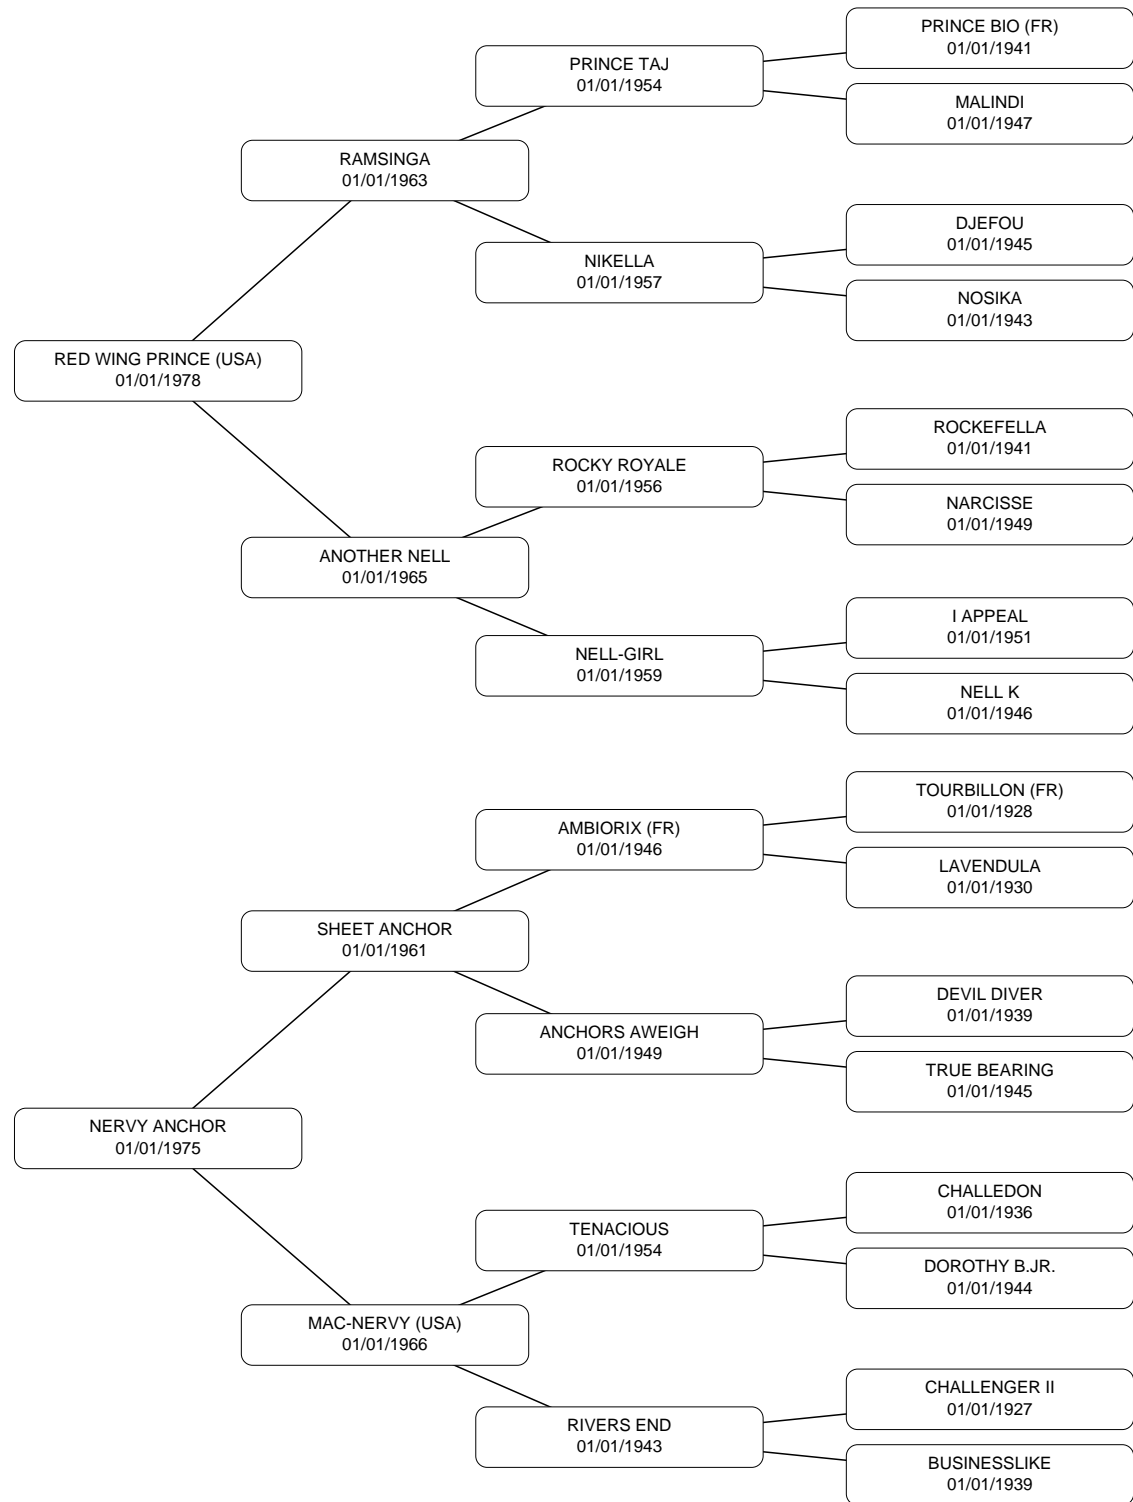 PRINCE BIO (FR)
01/01/1941
PRINCE TAJ
01/01/1954
MALINDI
01/01/1947
RAMSINGA
01/01/1963
DJEFOU
01/01/1945
NIKELLA
01/01/1957
NOSIKA
01/01/1943
RED WING PRINCE (USA)
01/01/1978
ROCKEFELLA
01/01/1941
ROCKY ROYALE
01/01/1956
NARCISSE
01/01/1949
ANOTHER NELL
01/01/1965
I APPEAL
01/01/1951
NELL-GIRL
01/01/1959
NELL K
01/01/1946
TOURBILLON (FR)
01/01/1928
AMBIORIX (FR)
01/01/1946
LAVENDULA
01/01/1930
SHEET ANCHOR
01/01/1961
DEVIL DIVER
01/01/1939
ANCHORS AWEIGH
01/01/1949
TRUE BEARING
01/01/1945
NERVY ANCHOR
01/01/1975
CHALLEDON
01/01/1936
TENACIOUS
01/01/1954
DOROTHY B.JR.
01/01/1944
MAC-NERVY (USA)
01/01/1966
CHALLENGER II
01/01/1927
RIVERS END
01/01/1943
BUSINESSLIKE
01/01/1939